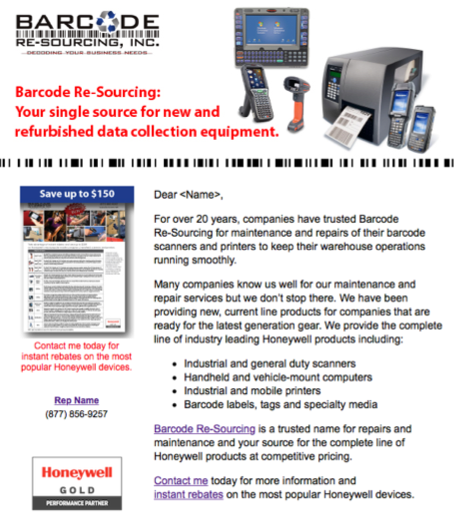 BARCODE
RE-SOURCING, INC.
DECODING YOUR BUSINESS NEEDS
Barcode Re-Sourcing:
Your single source for new and
refurbished data collection equipment.
Save up to $150
Contact me today for
instant rebates on the most
popular Honeywell devices.
Rep Name
(877) 856-9257
Honeywell
GOLD
PERFORMANCE PARTNER
Dear <Name>,
For over 20 years, companies have trusted Barcode
Re-Sourcing for maintenance and repairs of their barcode
scanners and printers to keep their warehouse operations
running smoothly.
Many companies know us well for our maintenance and
repair services but we don't stop there. We have been
providing new, current line products for companies that are
ready for the latest generation gear. We provide the complete
line of industry leading Honeywell products including:
• Industrial and general duty scanners
• Handheld and vehicle-mount computers
• Industrial and mobile printers
• Barcode labels, tags and specialty media
Barcode Re-Sourcing is a trusted name for repairs and
maintenance and your source for the complete line of
Honeywell products at competitive pricing.
Contact me today for more information and
instant rebates on the most popular Honeywell devices.